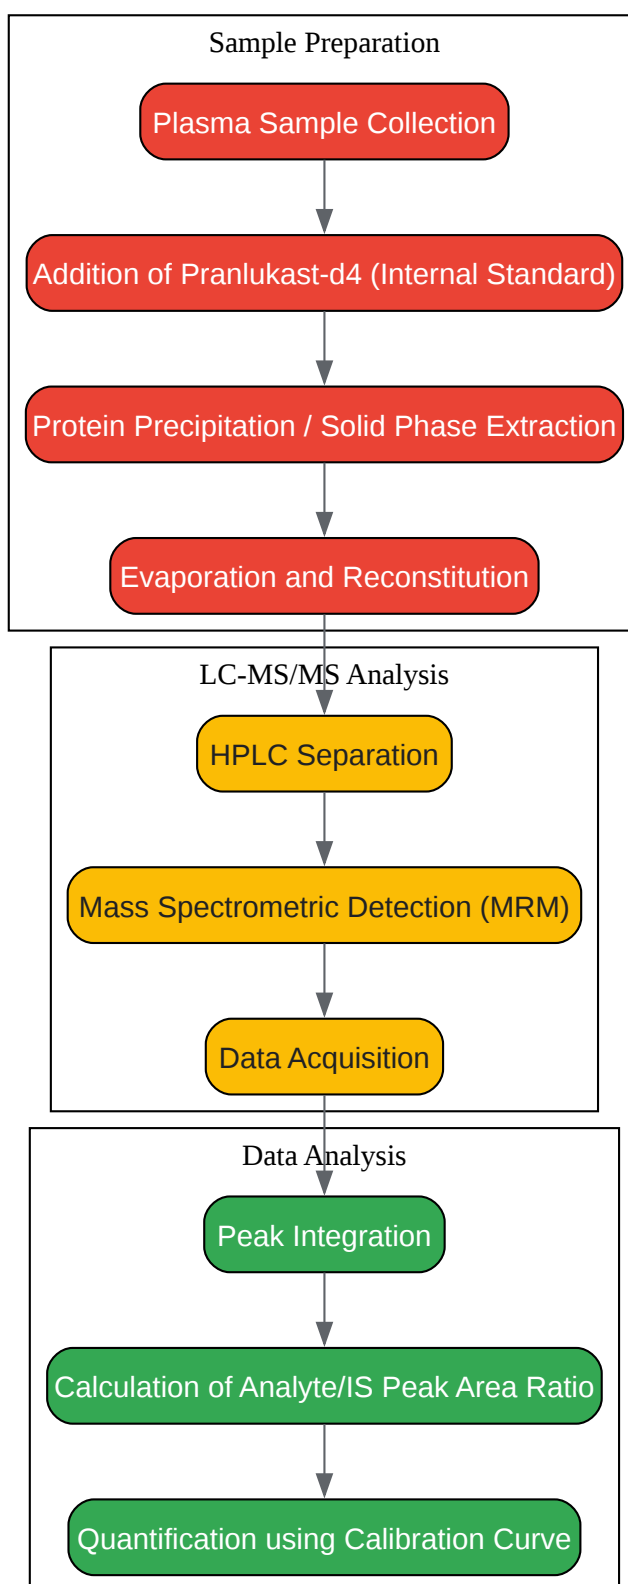 Sample Preparation
Plasma Sample Collection
Addition of Pranlukast-d4 (Internal Standard)
Protein Precipitation / Solid Phase Extraction
Evaporation and Reconstitution
LC-MS/MS Analysis
HPLC Separation
Mass Spectrometric Detection (MRM)
Data Acquisition
Data Analysis
Peak Integration
Calculation of Analyte/IS Peak Area Ratio
Quantification using Calibration Curve